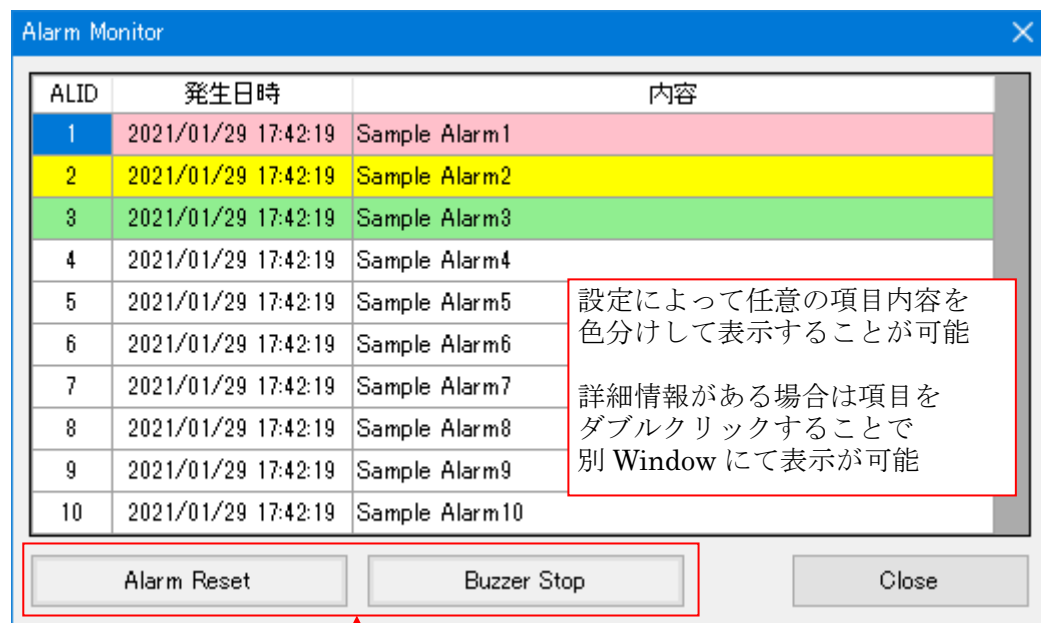 Alarm Monitor
ALID 発生日時 内容
1 2021/01/29 17:42:19 Sample Alarm1
2 2021/01/29 17:42:19 Sample Alarm2
3 2021/01/29 17:42:19 Sample Alarm3
4 2021/01/29 17:42:19 Sample Alarm4
5 2021/01/29 17:42:19 Sample Alarm5
6 2021/01/29 17:42:19 Sample Alarm6
7 2021/01/29 17:42:19 Sample Alarm7
8 2021/01/29 17:42:19 Sample Alarm8
9 2021/01/29 17:42:19 Sample Alarm9
10 2021/01/29 17:42:19 Sample Alarm10
設定によって任意の項目内容を
色分けして表示することが可能
詳細情報がある場合は項目を
ダブルクリックすることで
別 Window にて表示が可能
Alarm Reset Buzzer Stop Close